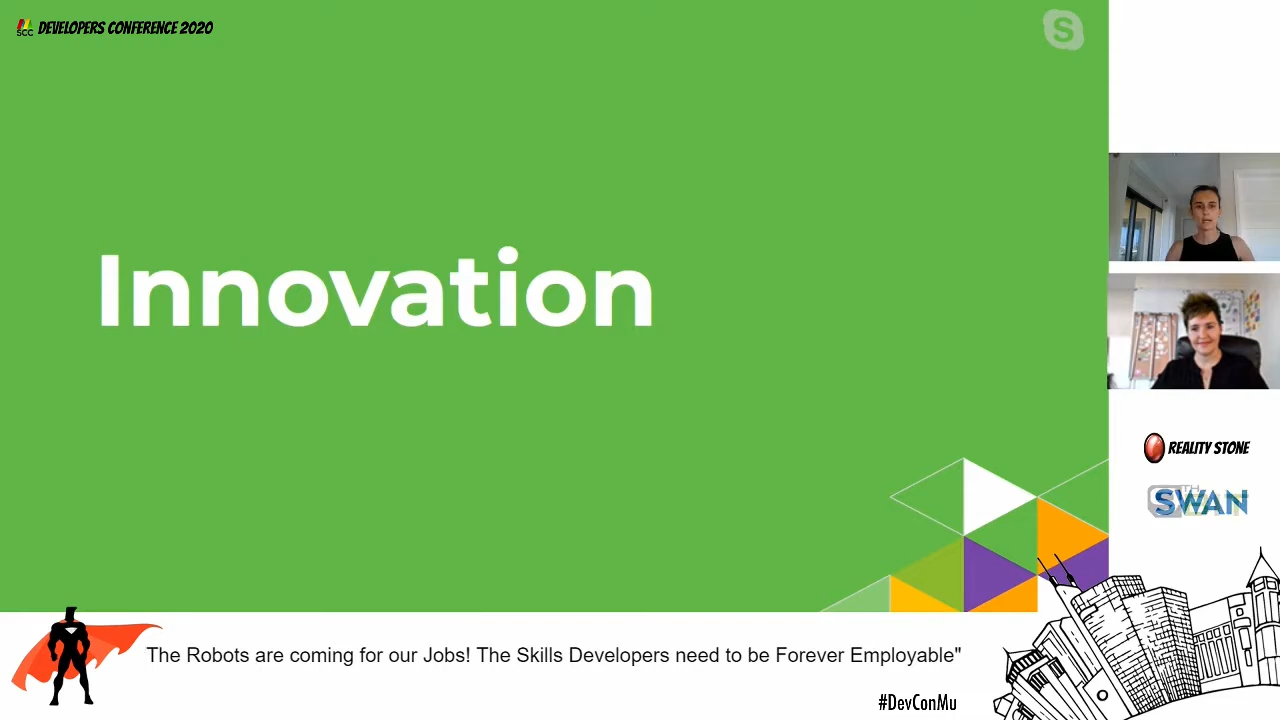 SCC DEVELOPERS CONFERENCE 2020
S
Innovation
REALITY STONE
SWAN
The Robots are coming for our Jobs! The Skills Developers need to be Forever Employable"
#DevConMu